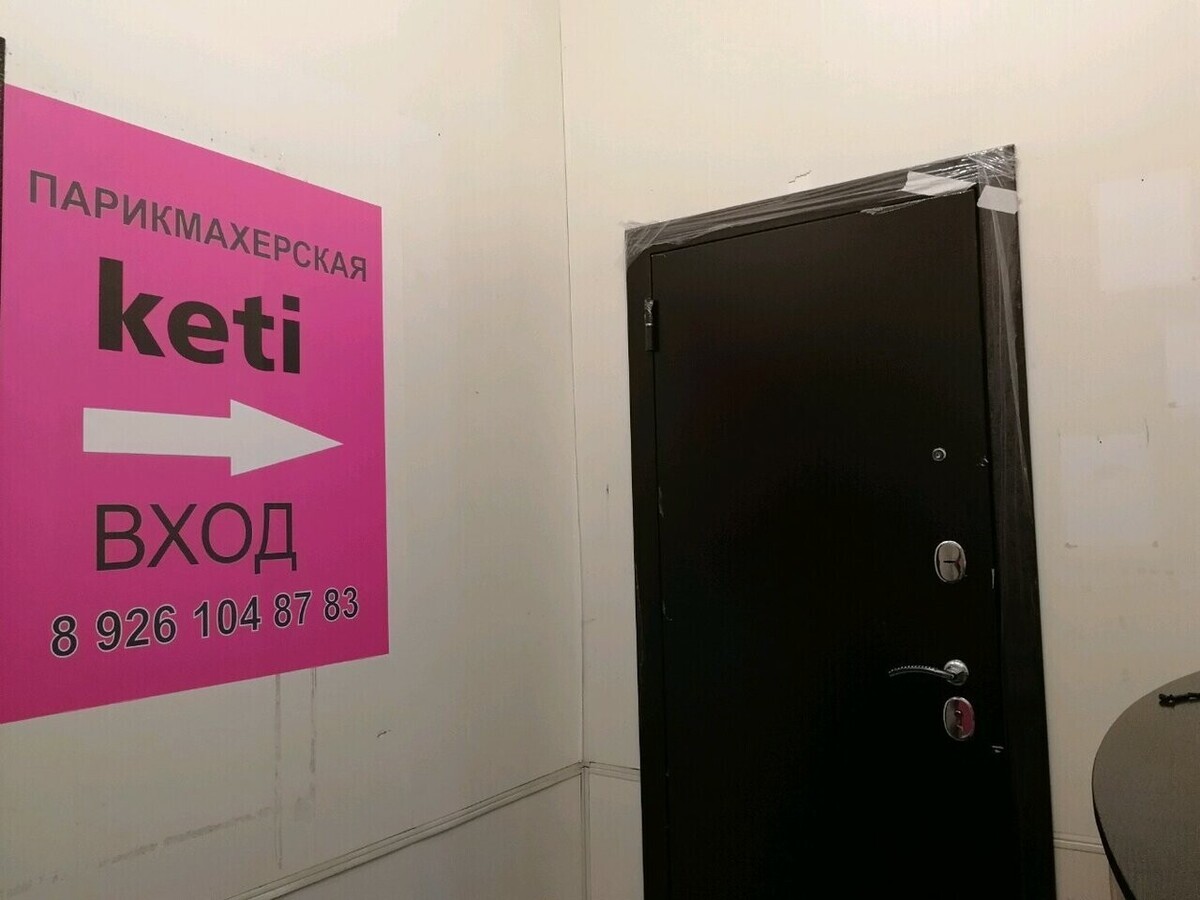 ПАРИКМАХЕРСКАЯ
keti
ВХОД
8 926 104 87 83